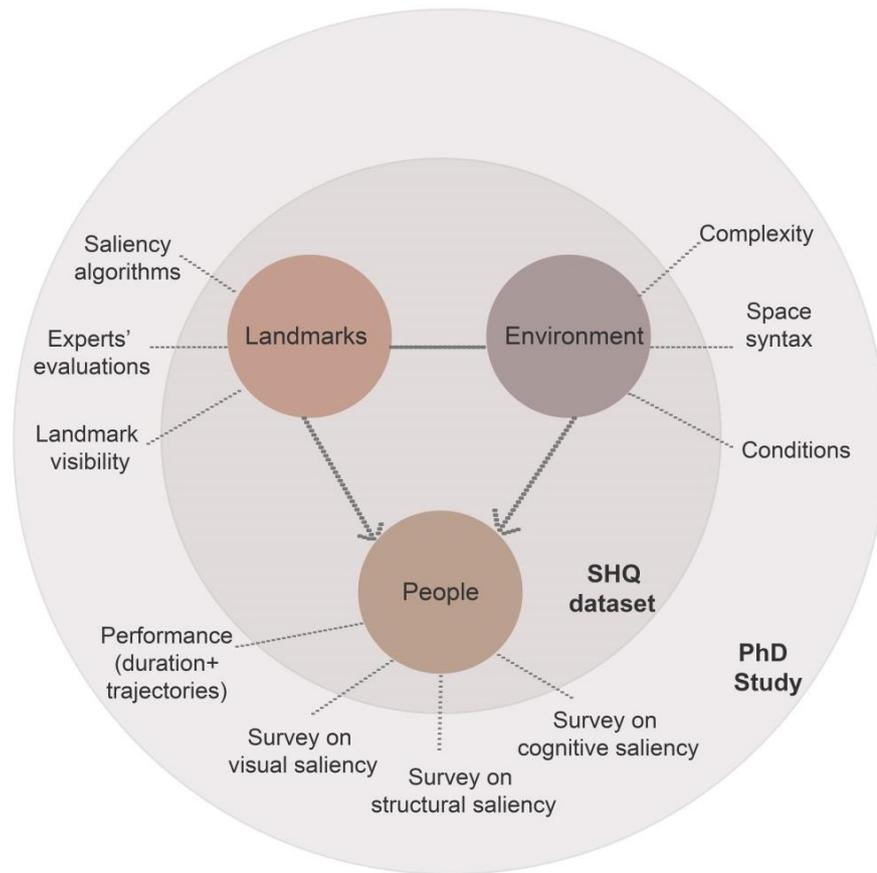 Saliency
algorithms
Experts’
evaluations
Landmark
visibility
Landmarks
Environment
Complexity
Space
syntax
Conditions
People
SHQ
dataset
PhD
Study
Performance
(duration+
trajectories)
Survey on
visual saliency
Survey on
structural saliency
Survey on
cognitive saliency